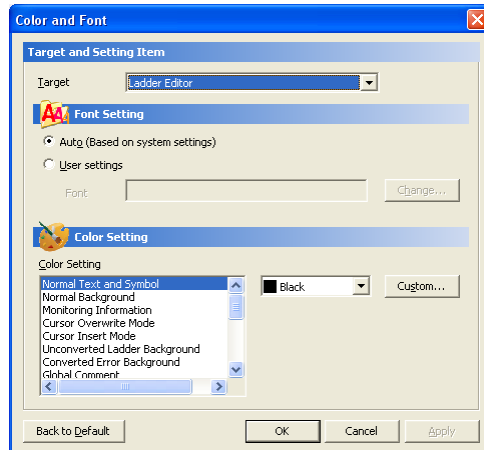 Color and Font
Target and Setting Item
Target Ladder Editor
AA Font Setting
Auto (Based on system settings)
User settings
Font Change...
Color Setting
Color Setting
Normal Text and Symbol Black Custom...
Normal Background
Monitoring Information
Cursor Overwrite Mode
Cursor Insert Mode
Unconverted Ladder Background
Converted Error Background
Global Comment
Back to Default OK Cancel Apply